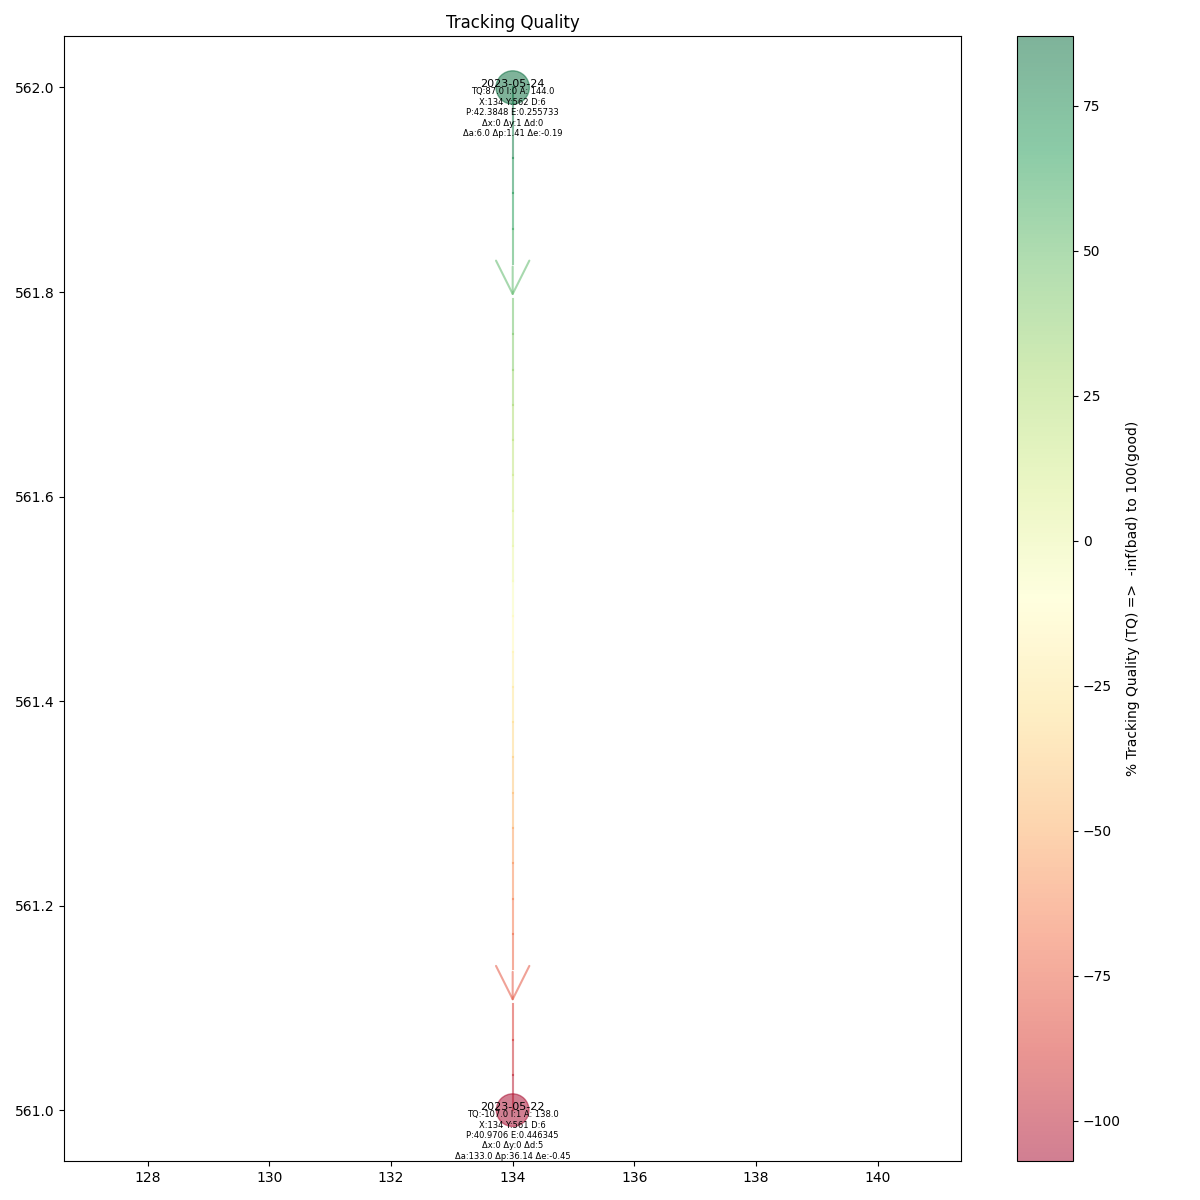 Tracking Quality
562.0
561.8
561.6
561.4
561.2
561.0
128
130
132
134
136
138
140
2023-05-24
TQ:87.0 I:0 A: 144.0
X:134 Y:562 D:6
P:42.3848 E:0.255733
Δx:0 Δy:1 Δd:0
Δa:6.0 Δp:1.41 Δe:-0.19
2023-05-22
TQ:-107.0 I:1 A: 138.0
X:134 Y:561 D:6
P:40.9706 E:0.446345
Δx:0 Δy:0 Δd:5
Δa:133.0 Δp:36.14 Δe:-0.45
75
50
25
0
−25
−50
−75
−100
% Tracking Quality (TQ) => -inf(bad) to 100(good)